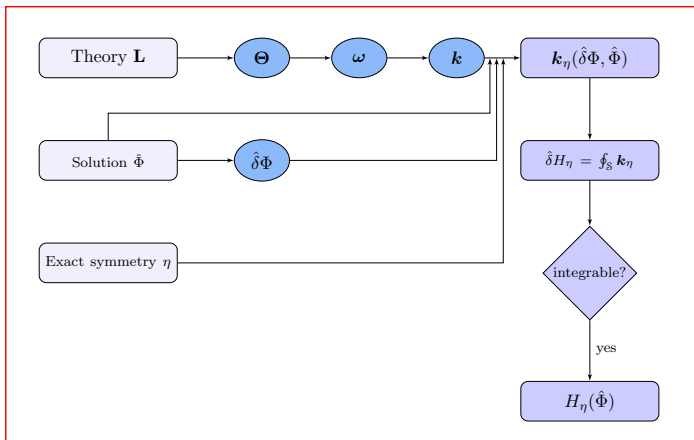 Theory L
Θ
ω
k
k_η(δ̂Φ, Φ̂)
Solution Φ̂
δ̂Φ
δ̂H_η = ∮_S k_η
Exact symmetry η
integrable?
yes
H_η(Φ̂)